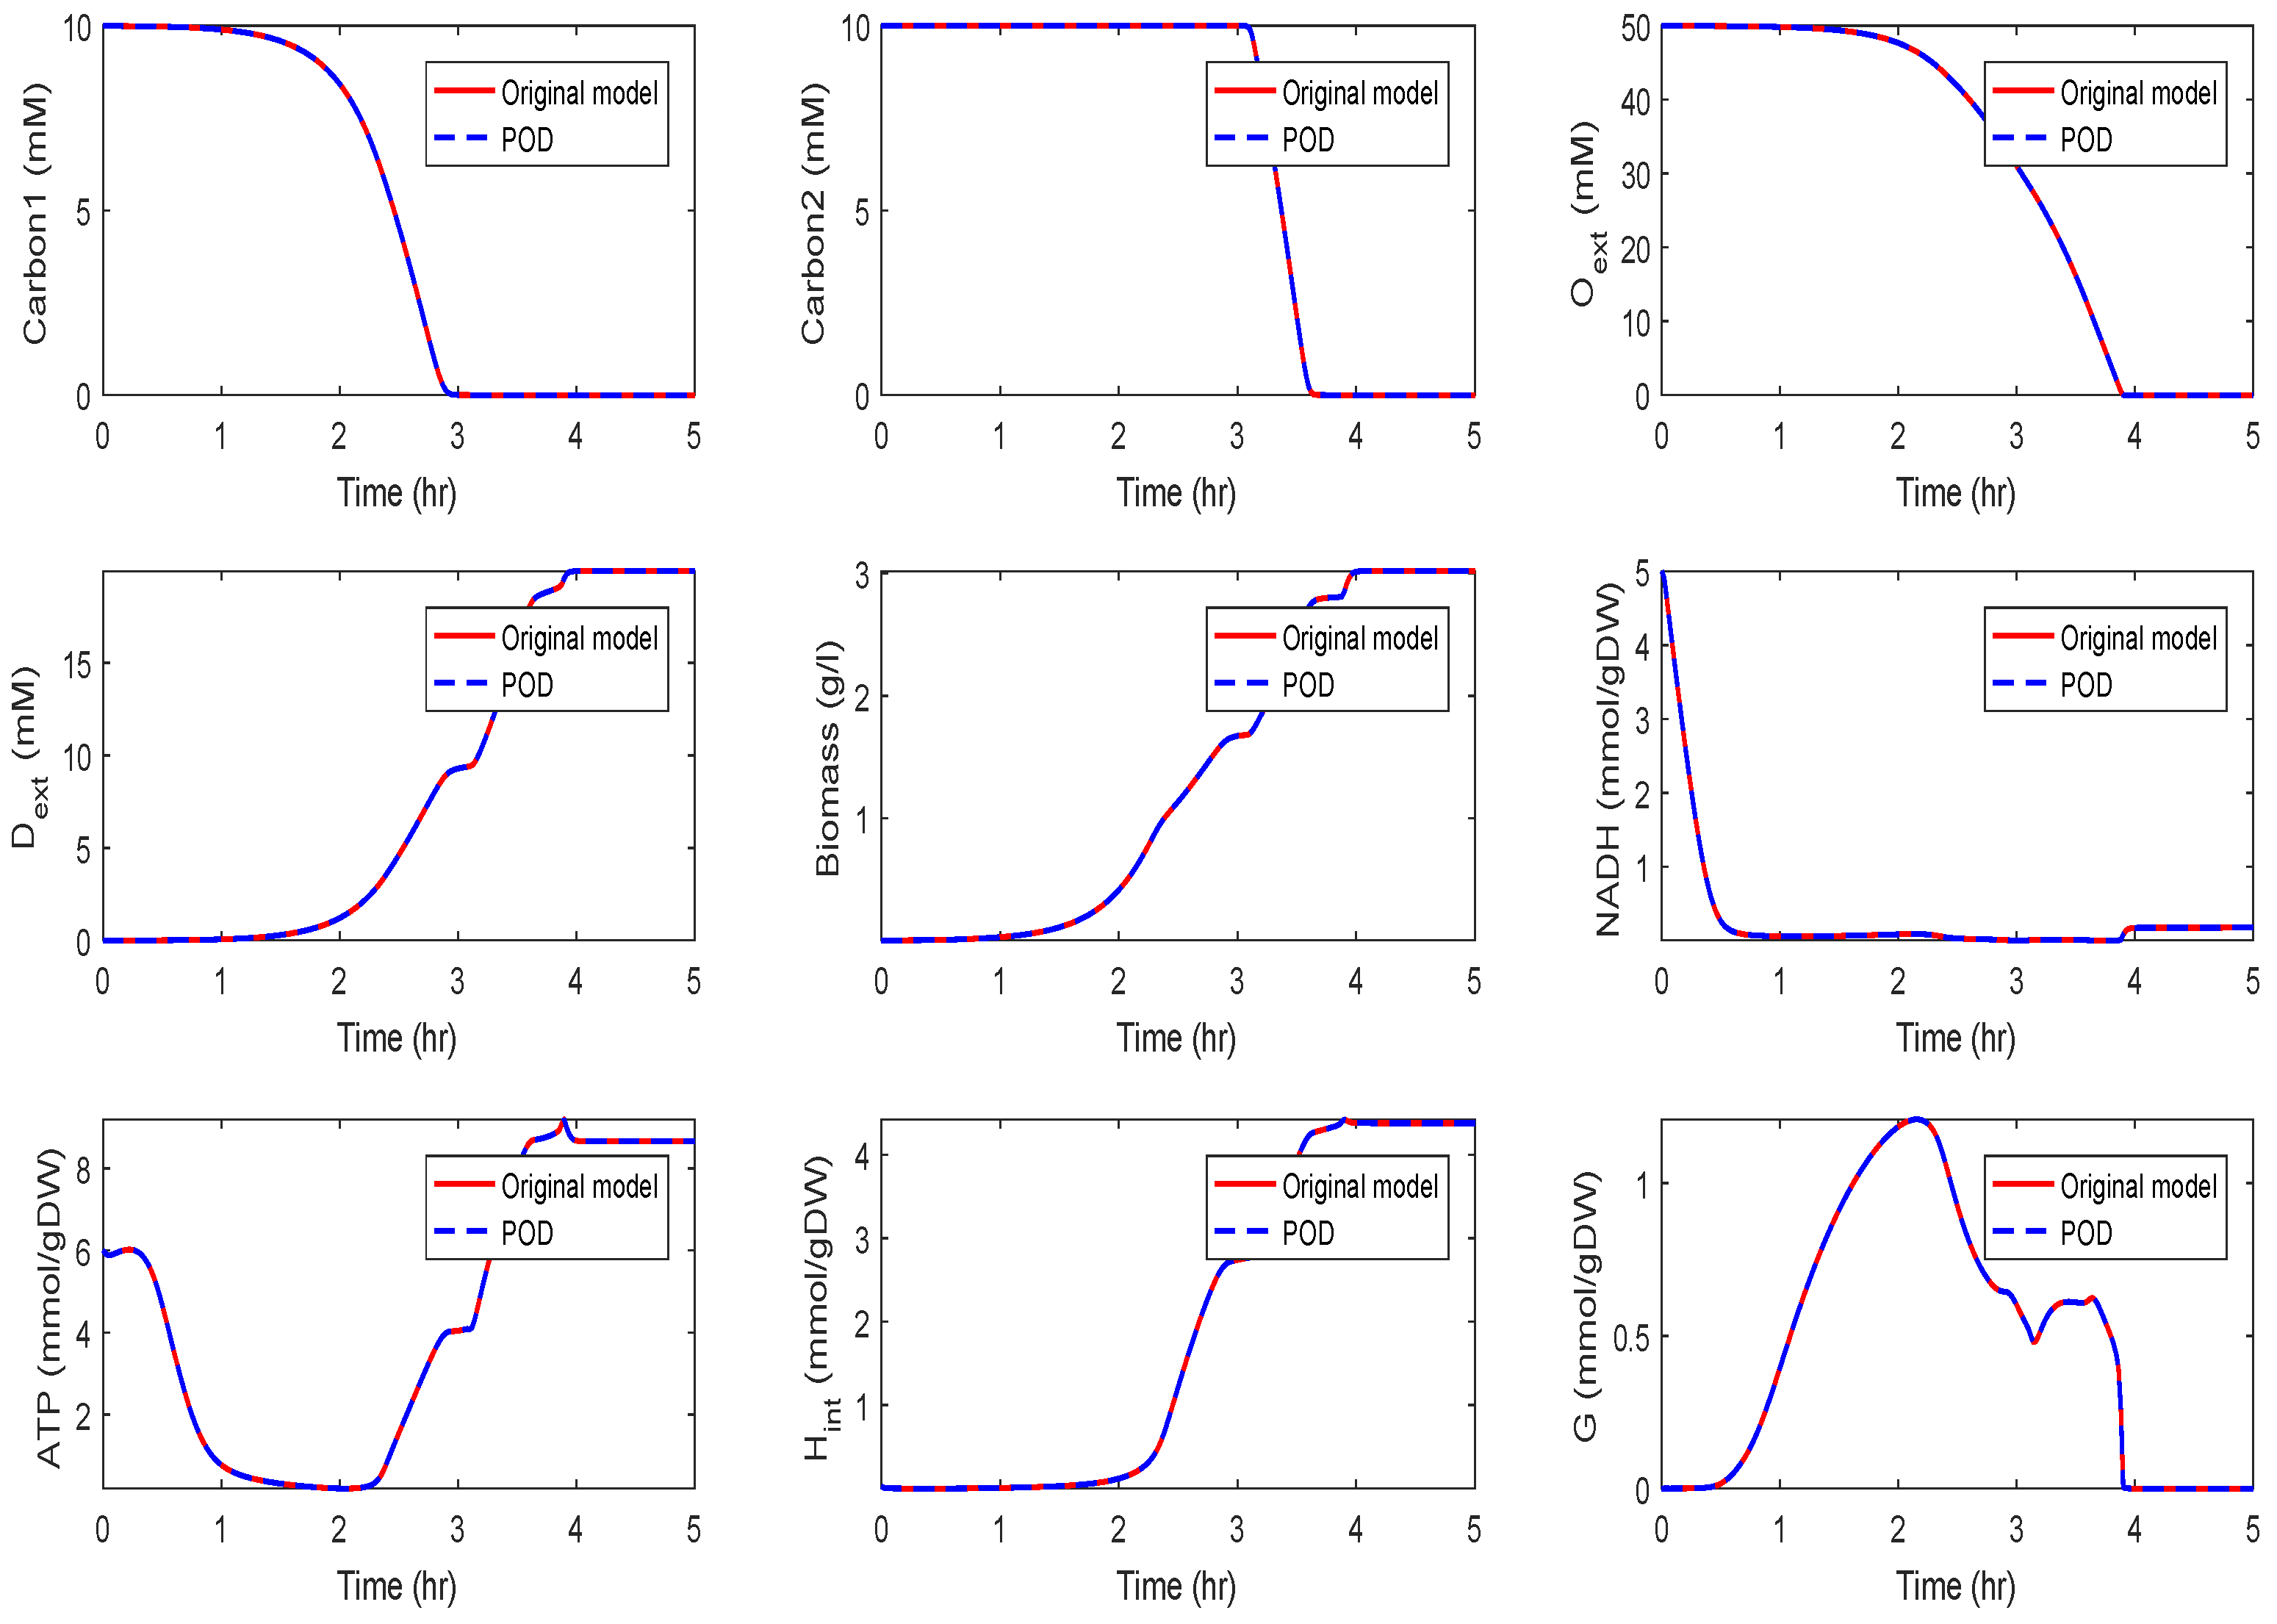 Carbon1 (mM)
10
5
0
Original model
POD
0 1 2 3 4 5
Time (hr)
Carbon2 (mM)
10
5
0
Original model
POD
0 1 2 3 4 5
Time (hr)
O_ext (mM)
50
40
30
20
10
0
Original model
POD
0 1 2 3 4 5
Time (hr)
D_ext (mM)
15
10
5
0
Original model
POD
0 1 2 3 4 5
Time (hr)
Biomass (g/l)
3
2
1
Original model
POD
0 1 2 3 4 5
Time (hr)
NADH (mmol/gDW)
5
4
3
2
1
Original model
POD
0 1 2 3 4 5
Time (hr)
ATP (mmol/gDW)
8
6
4
2
Original model
POD
0 1 2 3 4 5
Time (hr)
H_int (mmol/gDW)
4
3
2
1
Original model
POD
0 1 2 3 4 5
Time (hr)
G (mmol/gDW)
1
0.5
0
Original model
POD
0 1 2 3 4 5
Time (hr)